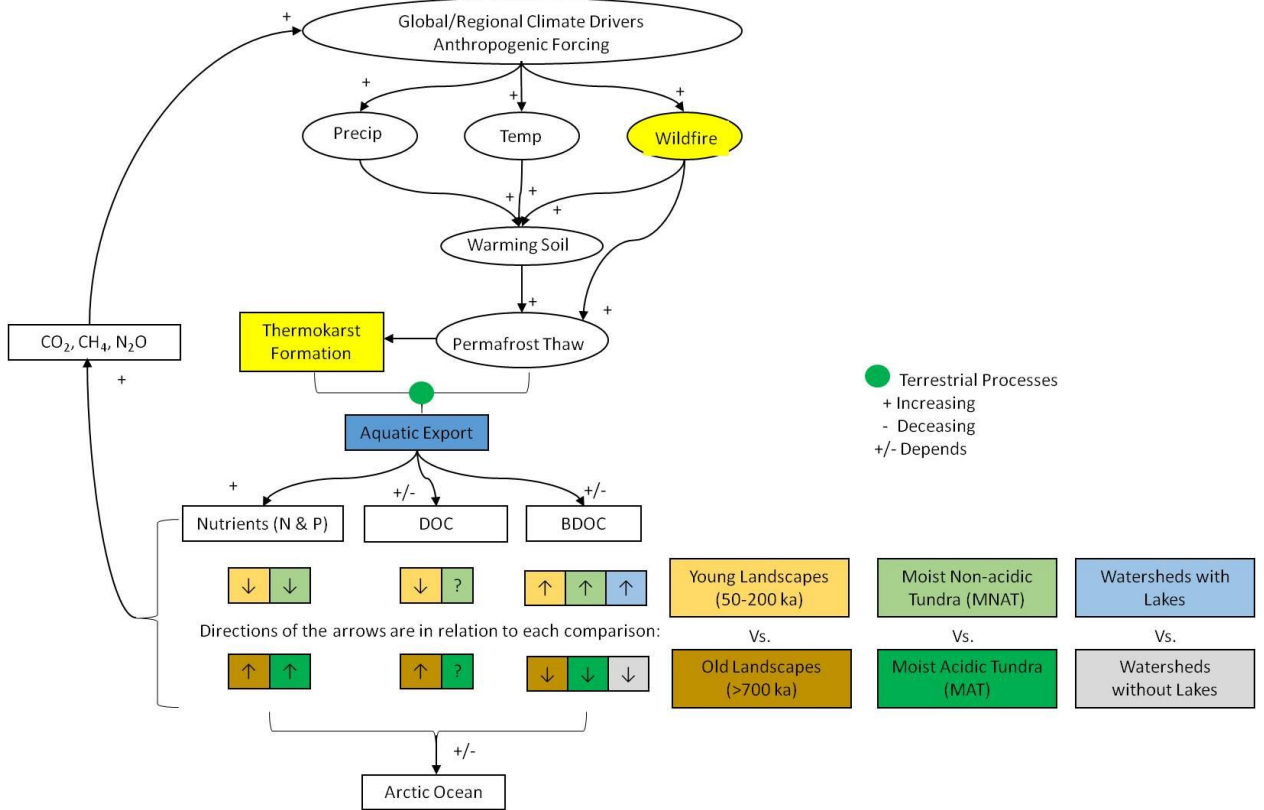 +
Global/Regional Climate Drivers
Anthropogenic Forcing
+
+
+
Precip
Temp
Wildfire
+
+
+
Warming Soil
+
+
Thermokarst
Formation
Permafrost Thaw
CO₂, CH₄, N₂O
+
Terrestrial Processes
+ Increasing
- Deceasing
+/- Depends
Aquatic Export
+
+/-
+/-
Nutrients (N & P)
DOC
BDOC
↓ ↓
↓ ?
↑ ↑ ↑
Young Landscapes
(50-200 ka)
Moist Non-acidic
Tundra (MNAT)
Watersheds with
Lakes
Directions of the arrows are in relation to each comparison:
Vs.
Vs.
Vs.
↑ ↑
↑ ?
↓ ↓ ↓
Old Landscapes
(>700 ka)
Moist Acidic Tundra
(MAT)
Watersheds
without Lakes
+/-
Arctic Ocean